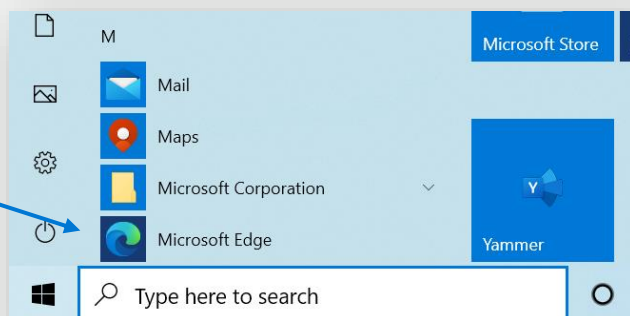 M
Microsoft Store
Mail
Maps
Microsoft Corporation
Y
Microsoft Edge
Yammer
Type here to search